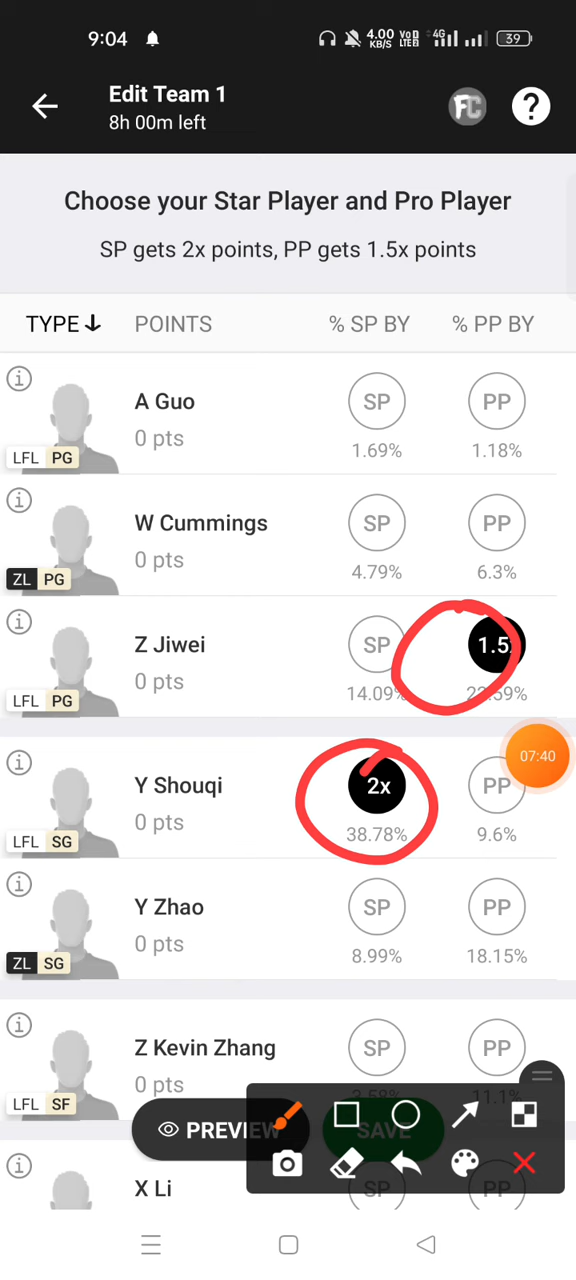 9:04 4.00 KB/S Vo LTE 4G 39
Edit Team 1
8h 00m left
FC ?
Choose your Star Player and Pro Player
SP gets 2x points, PP gets 1.5x points
TYPE POINTS % SP BY % PP BY
A Guo SP PP
0 pts
1.69% 1.18%
LFL PG
W Cummings SP PP
0 pts
4.79% 6.3%
ZL PG
Z Jiwei SP 1.5
0 pts
14.09%
LFL PG
07:40
Y Shouqi 2x PP
0 pts
38.78% 9.6%
LFL SG
Y Zhao SP PP
0 pts
8.99% 18.15%
ZL SG
Z Kevin Zhang SP PP
0 pts
11.1%
LFL SF
PREVIEW SAVE
X Li SP PP